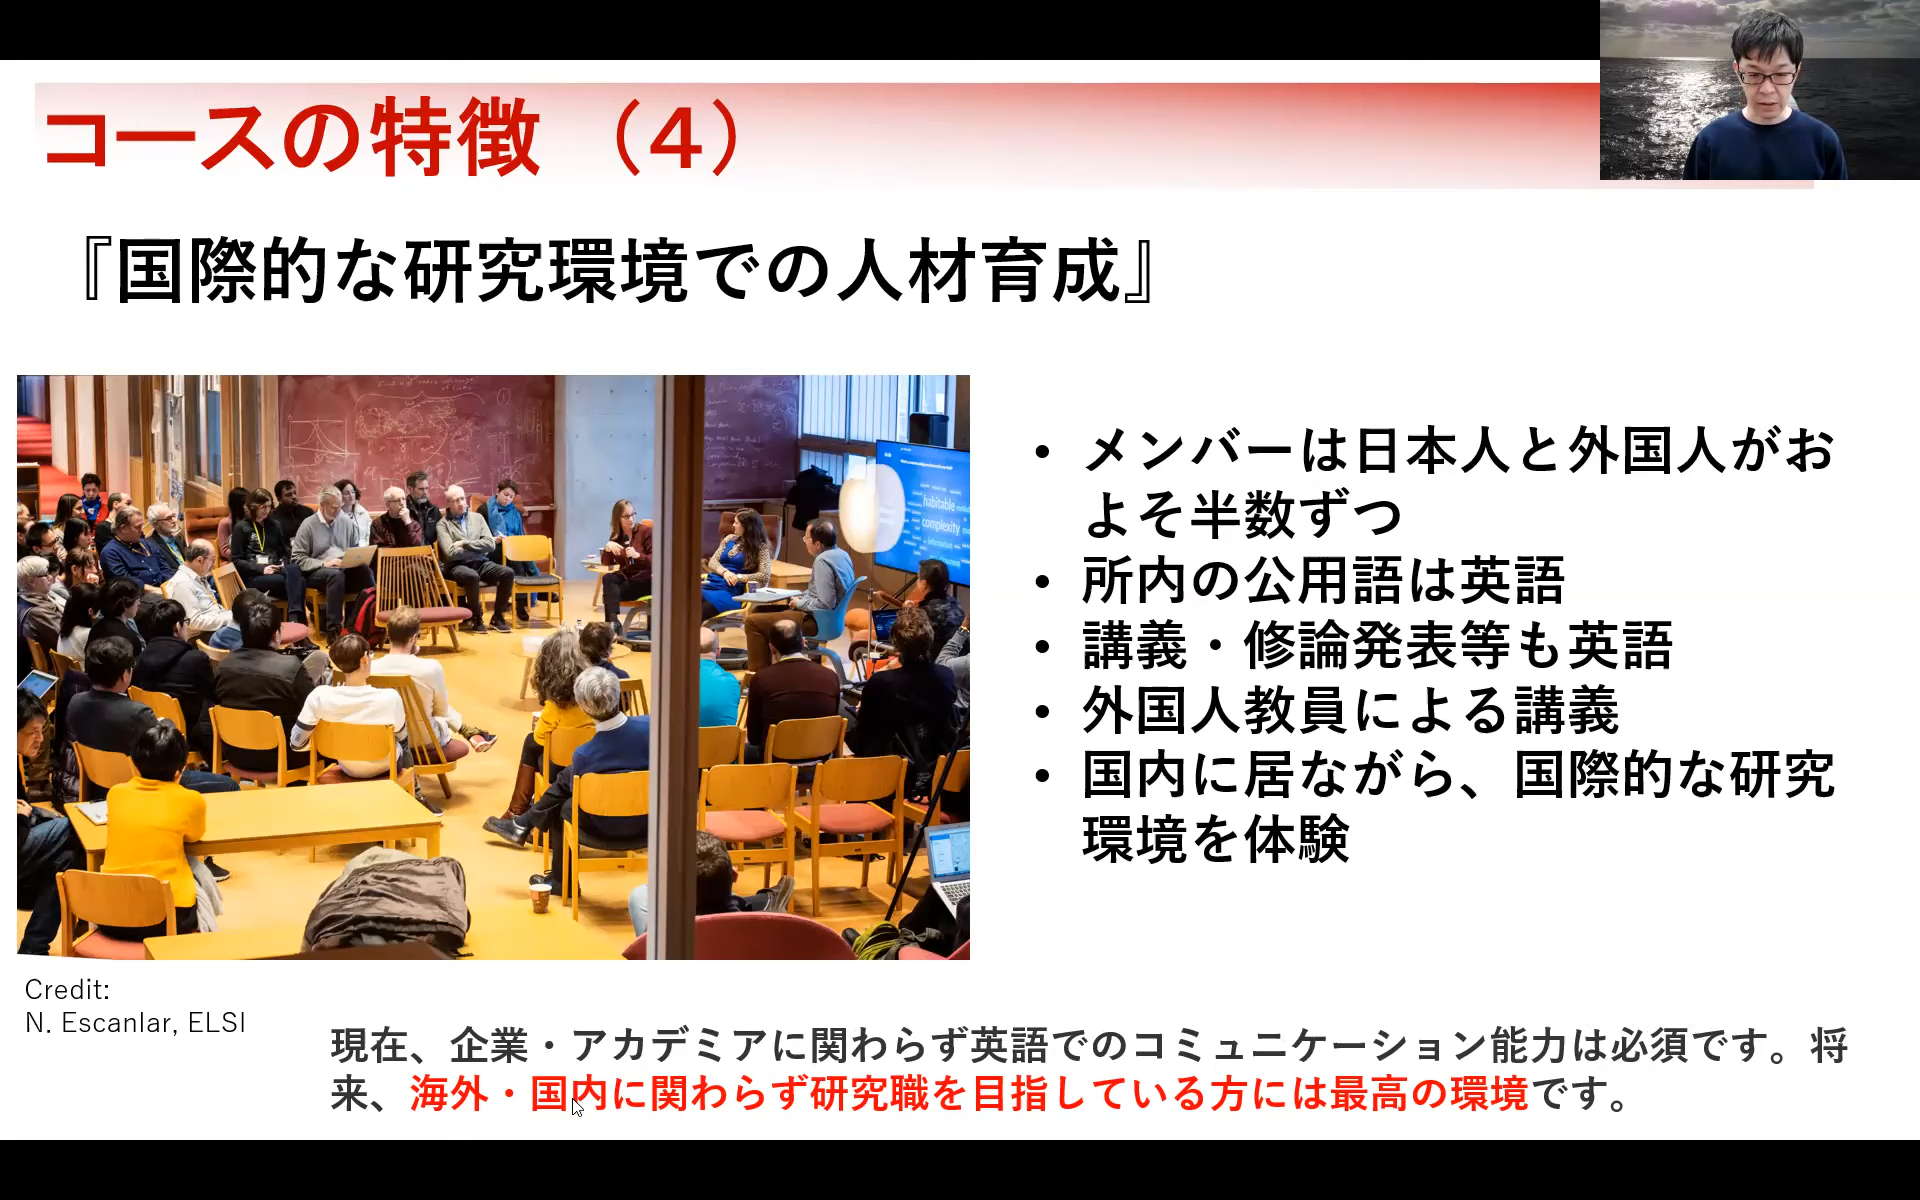 コースの特徴（4）
『国際的な研究環境での人材育成』
• メンバーは日本人と外国人がお
よそ半数ずつ
• 所内の公用語は英語
• 講義・修論発表等も英語
• 外国人教員による講義
• 国内に居ながら、国際的な研究
環境を体験
habitable
complexity
Credit:
N. Escanlar, ELSI
現在、企業・アカデミアに関わらず英語でのコミュニケーション能力は必須です。将
来、海外・国内に関わらず研究職を目指している方には最高の環境です。